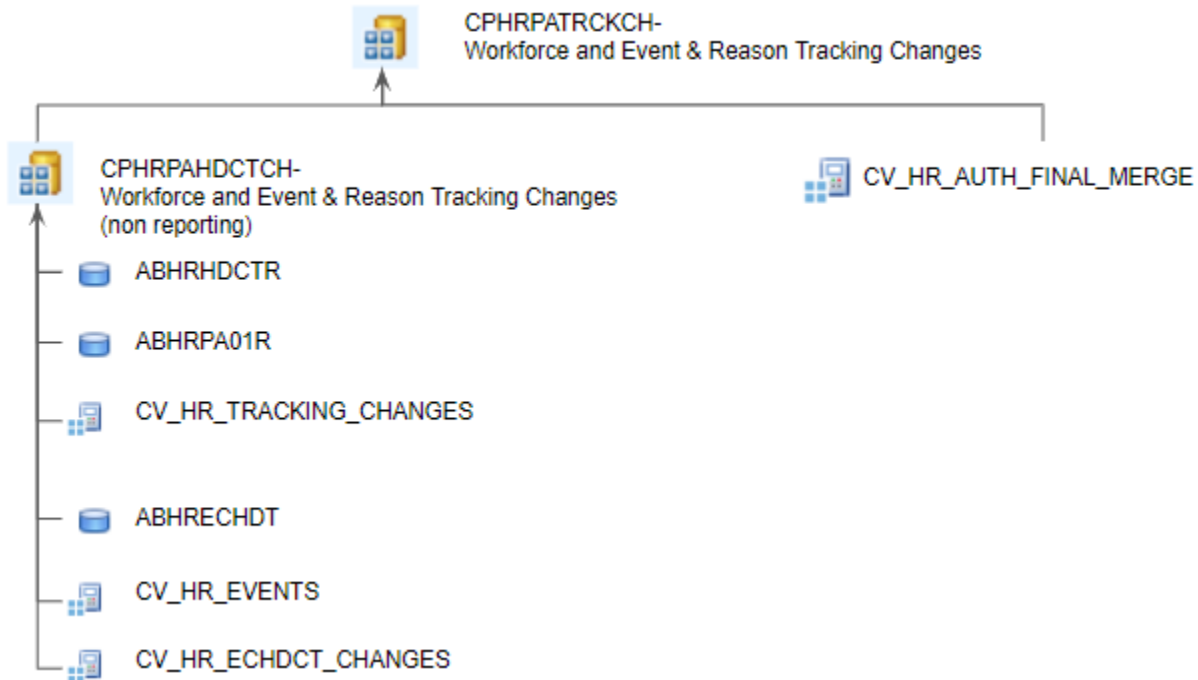 CPHRPATRCKCH-
Workforce and Event & Reason Tracking Changes
CPHRPAHDCTCH-
Workforce and Event & Reason Tracking Changes
(non reporting)
CV_HR_AUTH_FINAL_MERGE
ABHRHDCTR
ABHRPA01R
CV_HR_TRACKING_CHANGES
ABHRECHDT
CV_HR_EVENTS
CV_HR_ECHDCT_CHANGES